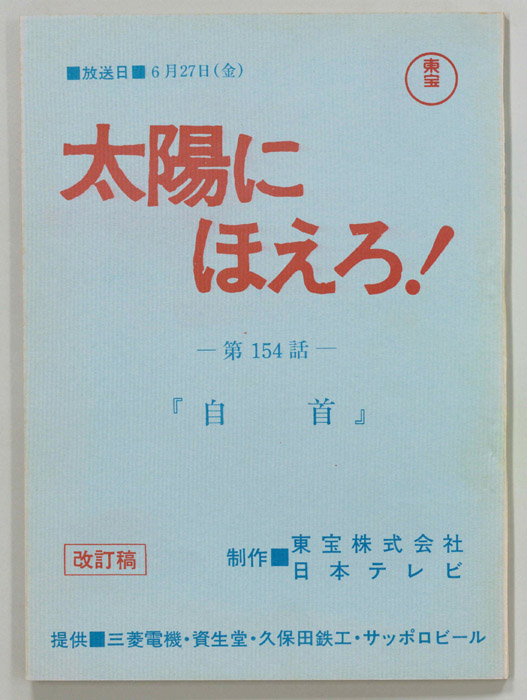 ■放送日■ 6月27日(金)
東宝
太陽に
ほえろ!
―第154話―
『自 首』
改訂稿
制作■東宝株式会社
日本テレビ
提供■三菱電機・資生堂・久保田鉄工・サッポロビール